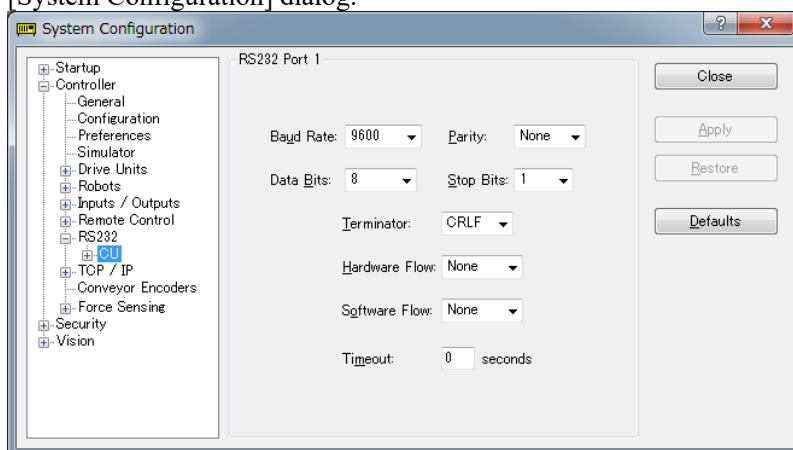 [System Configuration] dialog.
System Configuration
Startup
Controller
General
Configuration
Preferences
Simulator
Drive Units
Robots
Inputs / Outputs
Remote Control
RS232
CU
TCP / IP
Conveyor Encoders
Force Sensing
Security
Vision
RS232 Port 1
Baud Rate: 9600 Parity: None
Data Bits: 8 Stop Bits: 1
Terminator: CRLF
Hardware Flow: None
Software Flow: None
Timeout: 0 seconds
Close
Apply
Restore
Defaults